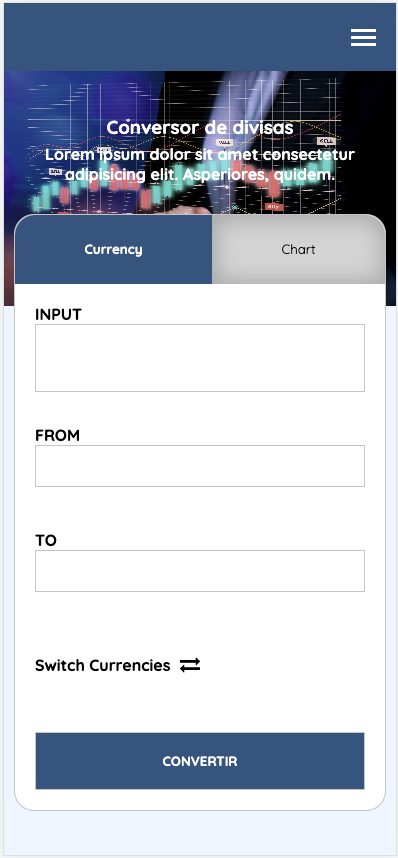 Conversor de divisas
Lorem ipsum dolor sit amet consectetur
adipisicing elit. Asperiores, quidem.
Currency
Chart
INPUT
FROM
TO
Switch Currencies
CONVERTIR